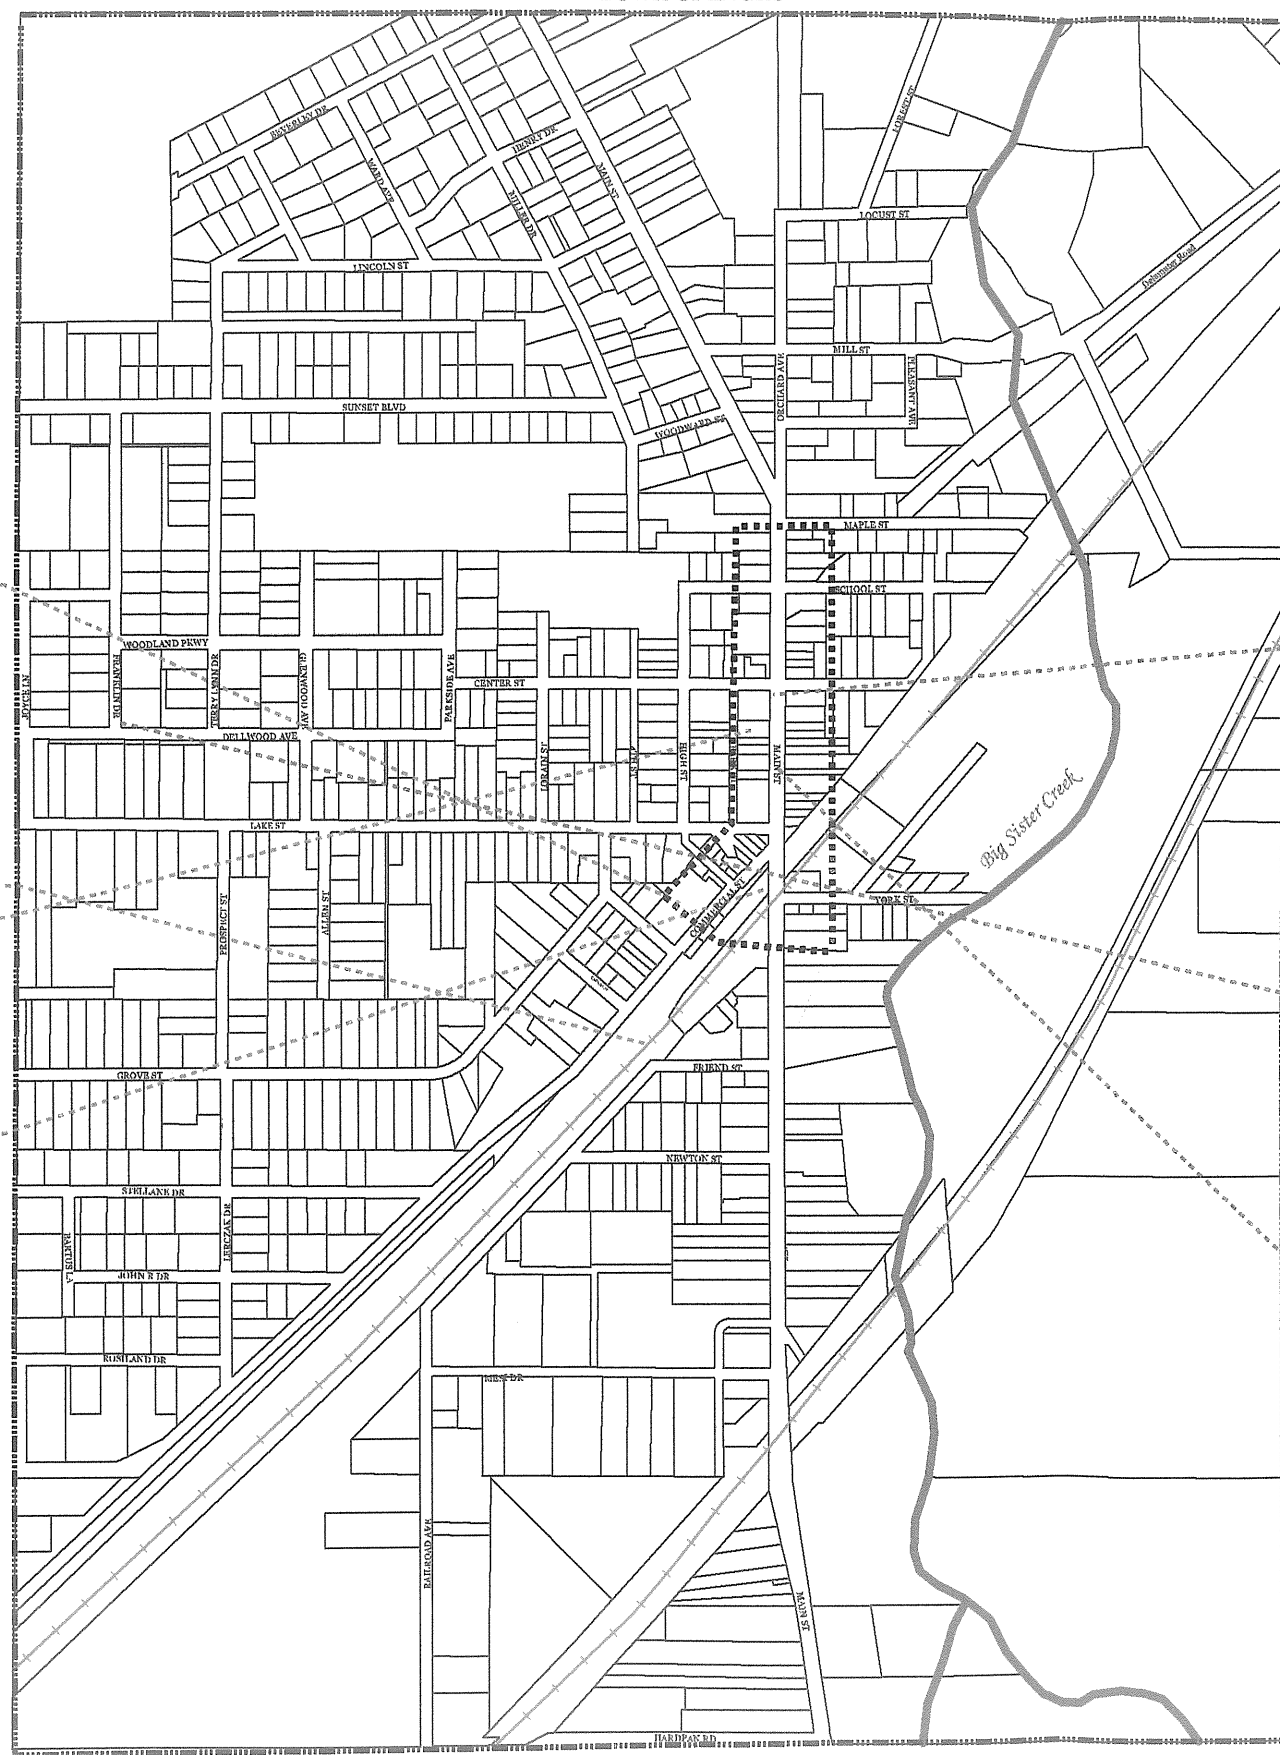 FOREST ST
BEVERLEY DR
HENRY DR
WARD AVE
MAIN ST
MILLER DR
LOCUST ST
LINCOLN ST
Delamater Road
MILL ST
ORCHARD AVE
PLEASANT AVE
SUNSET BLVD
WOODWARD ST
MAPLE ST
SCHOOL ST
WOODLAND PKWY
JOYCE LN
FRANKLIN DR
TERRY LYNN DR
GLENWOOD AVE
PARKSIDE AVE
CENTER ST
DELLWOOD AVE
LORAIN ST
HIGH ST
MAIN ST
LAKE ST
Big Sister Creek
PROSPECT ST
ALLEN ST
COMMERCIAL ST
YORK ST
GROVE ST
FRIEND ST
NEWTON ST
STELLANE DR
LERCZAK DR
BANTUS LA
JOHN R DR
ROSILAND DR
RAILROAD AVE
MAIN ST
HARDPAN RD